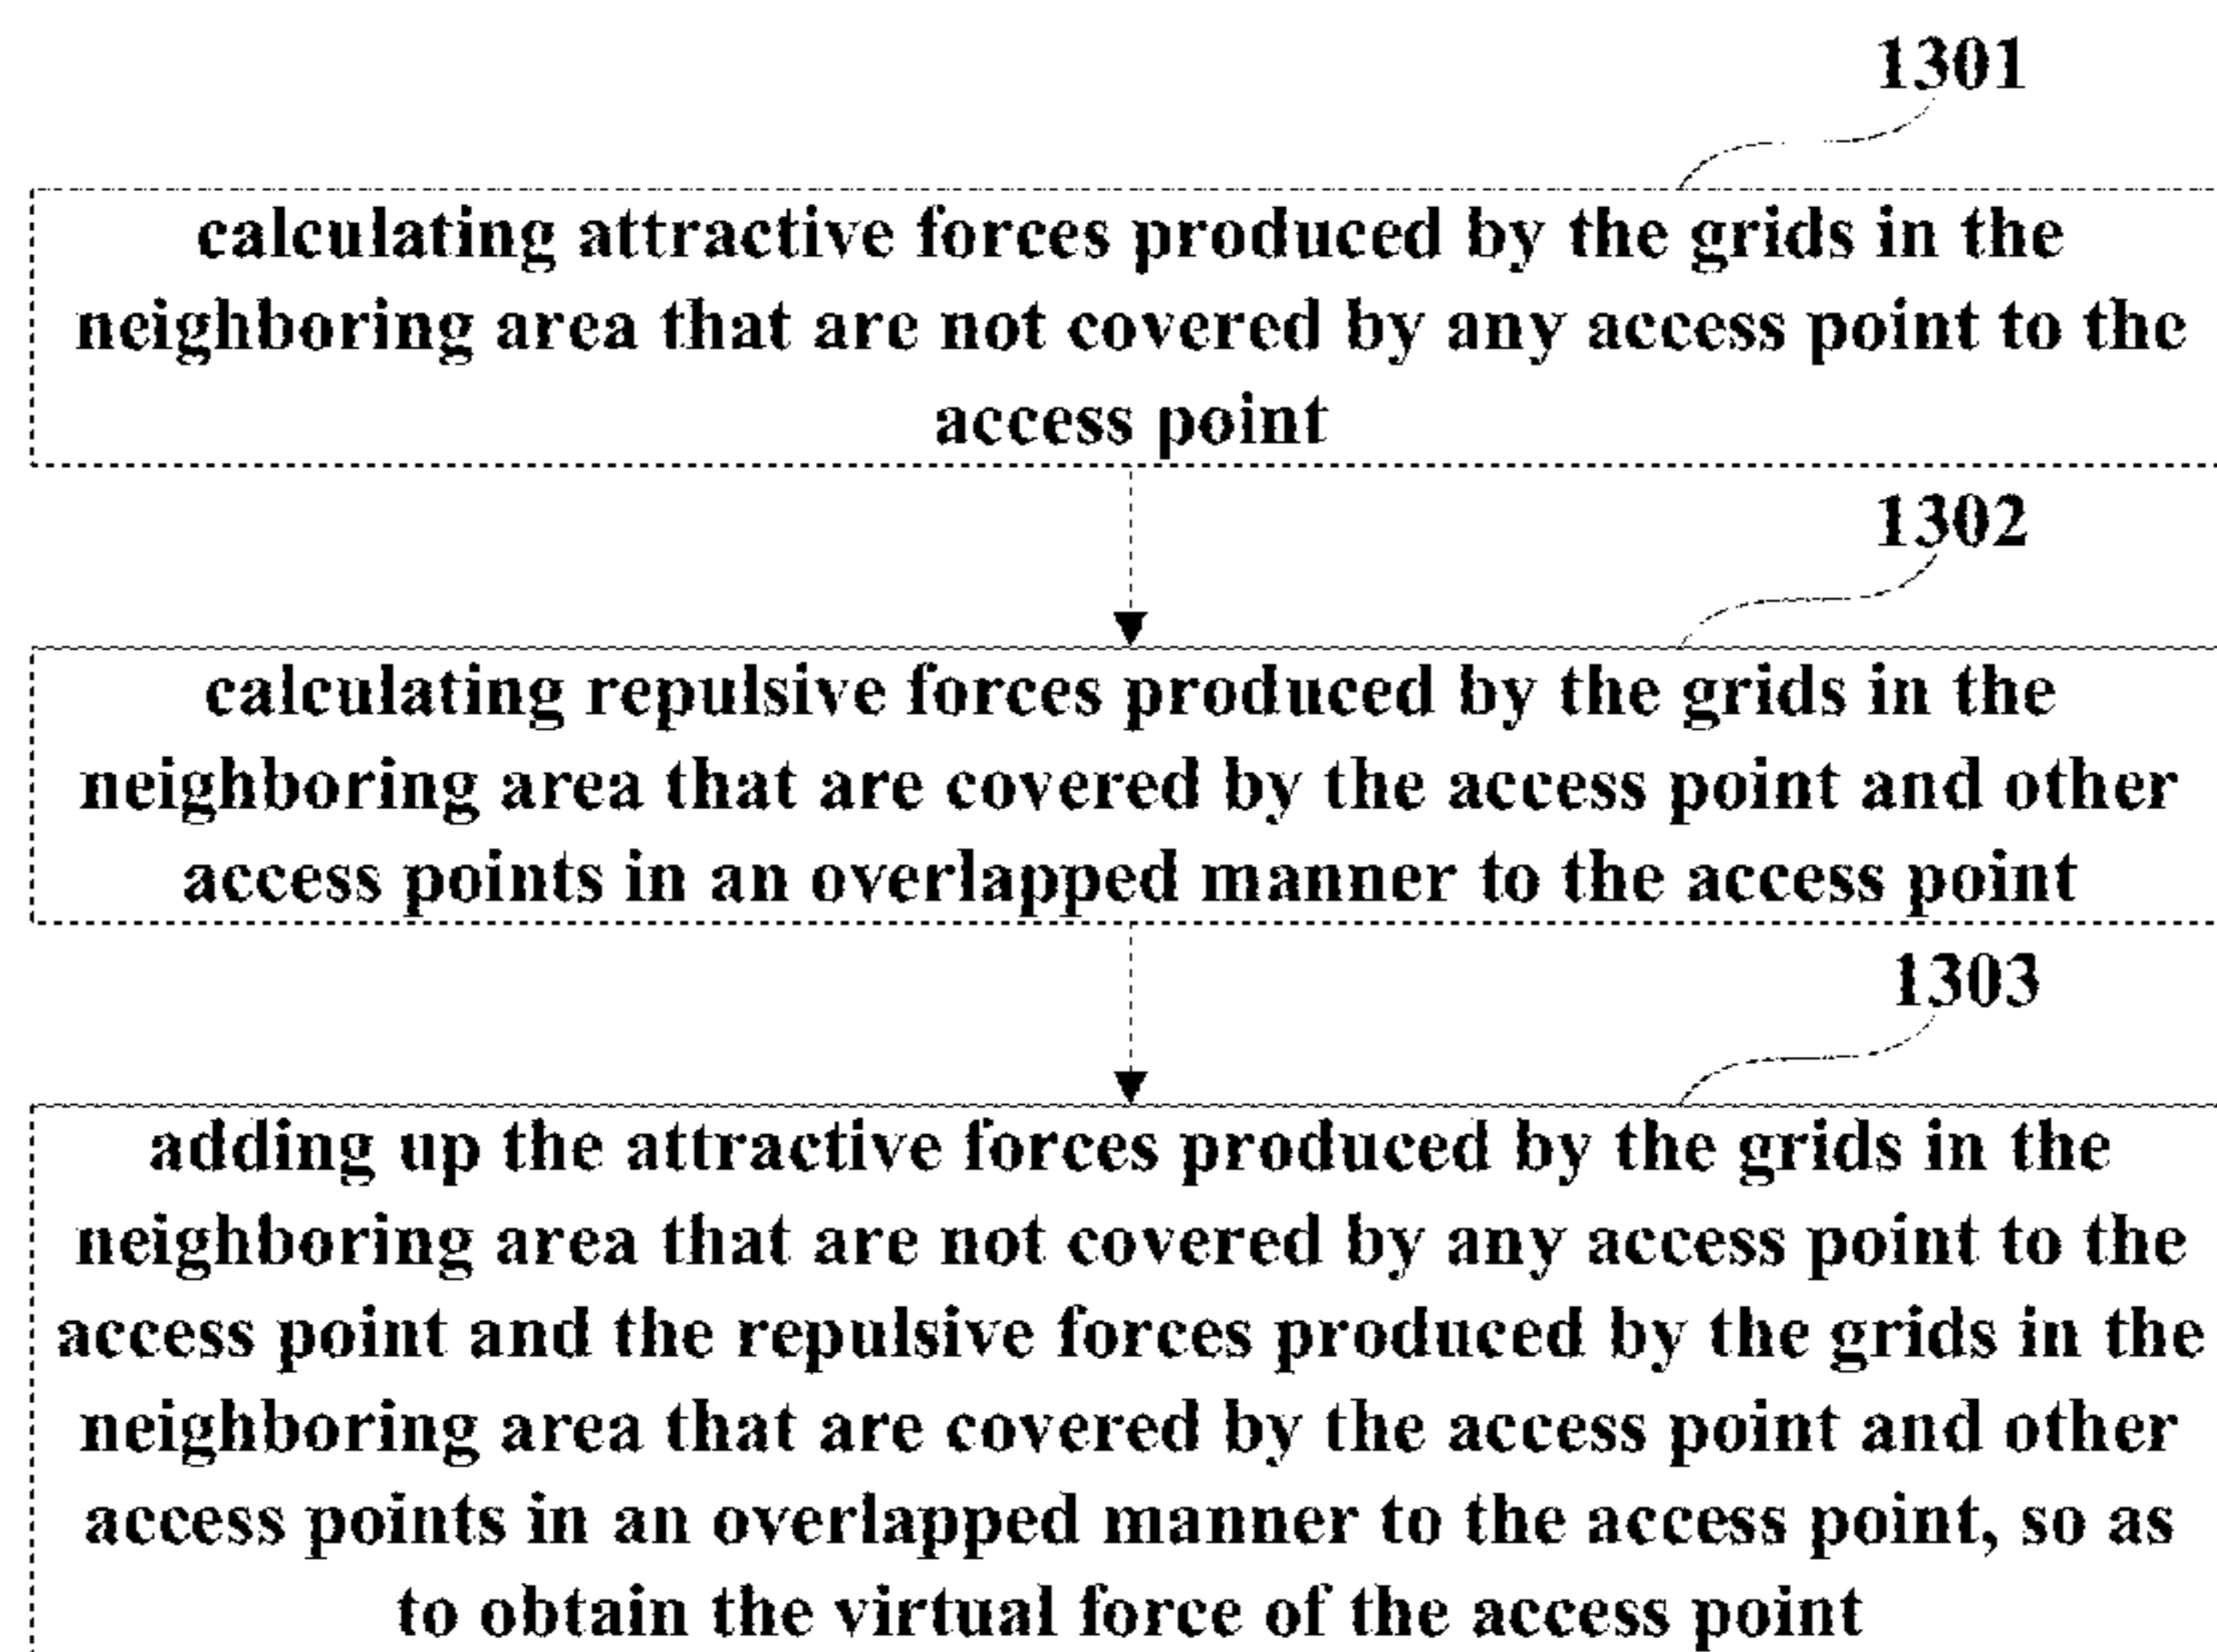 1301
calculating attractive forces produced by the grids in the
neighboring area that are not covered by any access point to the
access point
1302
calculating repulsive forces produced by the grids in the
neighboring area that are covered by the access point and other
access points in an overlapped manner to the access point
1303
adding up the attractive forces produced by the grids in the
neighboring area that are not covered by any access point to the
access point and the repulsive forces produced by the grids in the
neighboring area that are covered by the access point and other
access points in an overlapped manner to the access point, so as
to obtain the virtual force of the access point